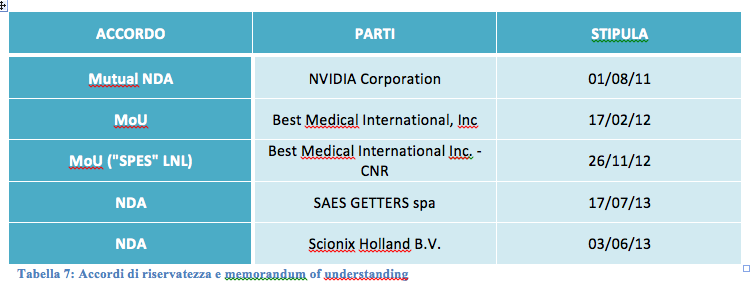 ACCORDO PARTI STIPULA
Mutual NDA NVIDIA Corporation 01/08/11
MoU Best Medical International, Inc 17/02/12
MoU ("SPES" LNL) Best Medical International Inc. - CNR 26/11/12
NDA SAES GETTERS spa 17/07/13
NDA Scionix Holland B.V. 03/06/13
Tabella 7: Accordi di riservatezza e memorandum of understanding